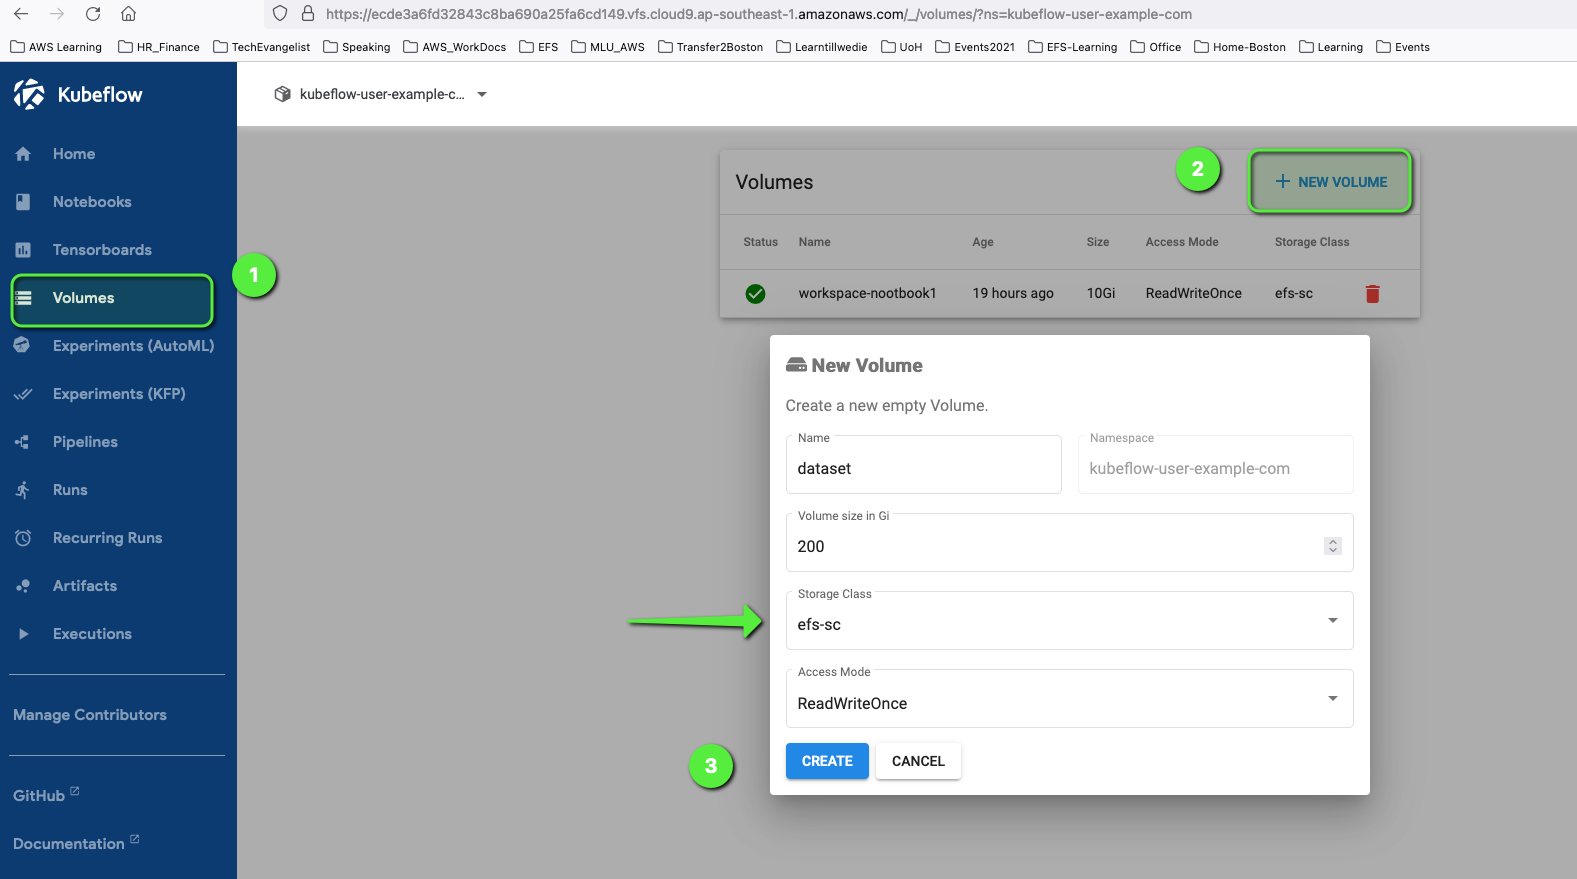 https://ecde3a6fd32843c8ba690a25fa6cd149.vfs.cloud9.ap-southeast-1.amazonaws.com/_/volumes/?ns=kubeflow-user-example-com
AWS Learning HR_Finance TechEvangelist Speaking AWS_WorkDocs EFS MLU_AWS Transfer2Boston Learntillwedie UoH Events2021 EFS-Learning Office Home-Boston Learning Events
Kubeflow
kubeflow-user-example-c...
Home
Notebooks
Tensorboards
Volumes
1
Experiments (AutoML)
Experiments (KFP)
Pipelines
Runs
Recurring Runs
Artifacts
Executions
Manage Contributors
GitHub
Documentation
Volumes
2
+ NEW VOLUME
Status Name Age Size Access Mode Storage Class
workspace-nootbook1 19 hours ago 10Gi ReadWriteOnce efs-sc
New Volume
Create a new empty Volume.
Name
dataset
Namespace
kubeflow-user-example-com
Volume size in Gi
200
Storage Class
efs-sc
Access Mode
ReadWriteOnce
3
CREATE CANCEL